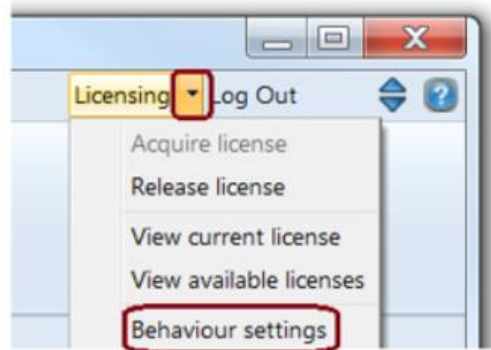 Licensing Log Out
Acquire license
Release license
View current license
View available licenses
Behaviour settings